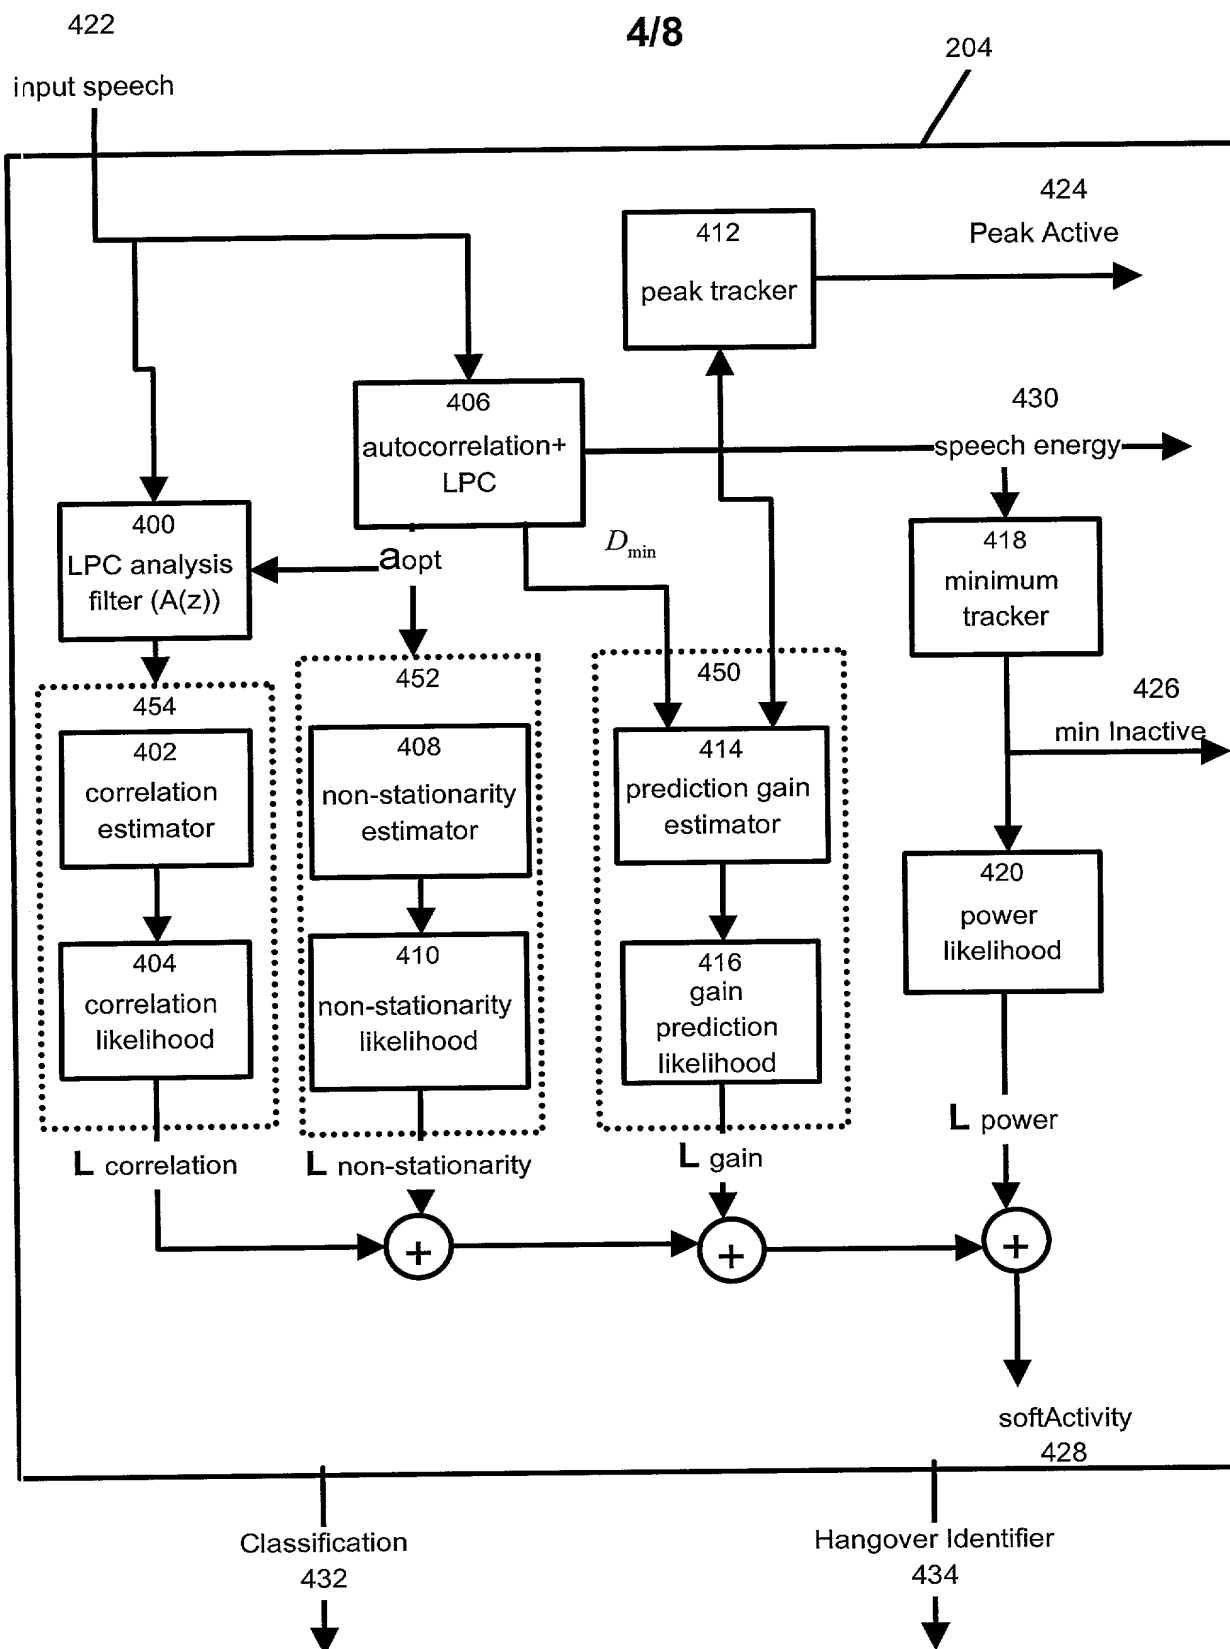 422
4/8
204
input speech
424
Peak Active
412
peak tracker
406
autocorrelation+
LPC
430
speech energy
400
LPC analysis
filter (A(z))
aopt
Dmin
418
minimum
tracker
454
452
450
426
min Inactive
402
correlation
estimator
408
non-stationarity
estimator
414
prediction gain
estimator
420
power
likelihood
404
correlation
likelihood
410
non-stationarity
likelihood
416
gain
prediction
likelihood
L power
L correlation
L non-stationarity
L gain
+
+
+
softActivity
428
Classification
432
Hangover Identifier
434